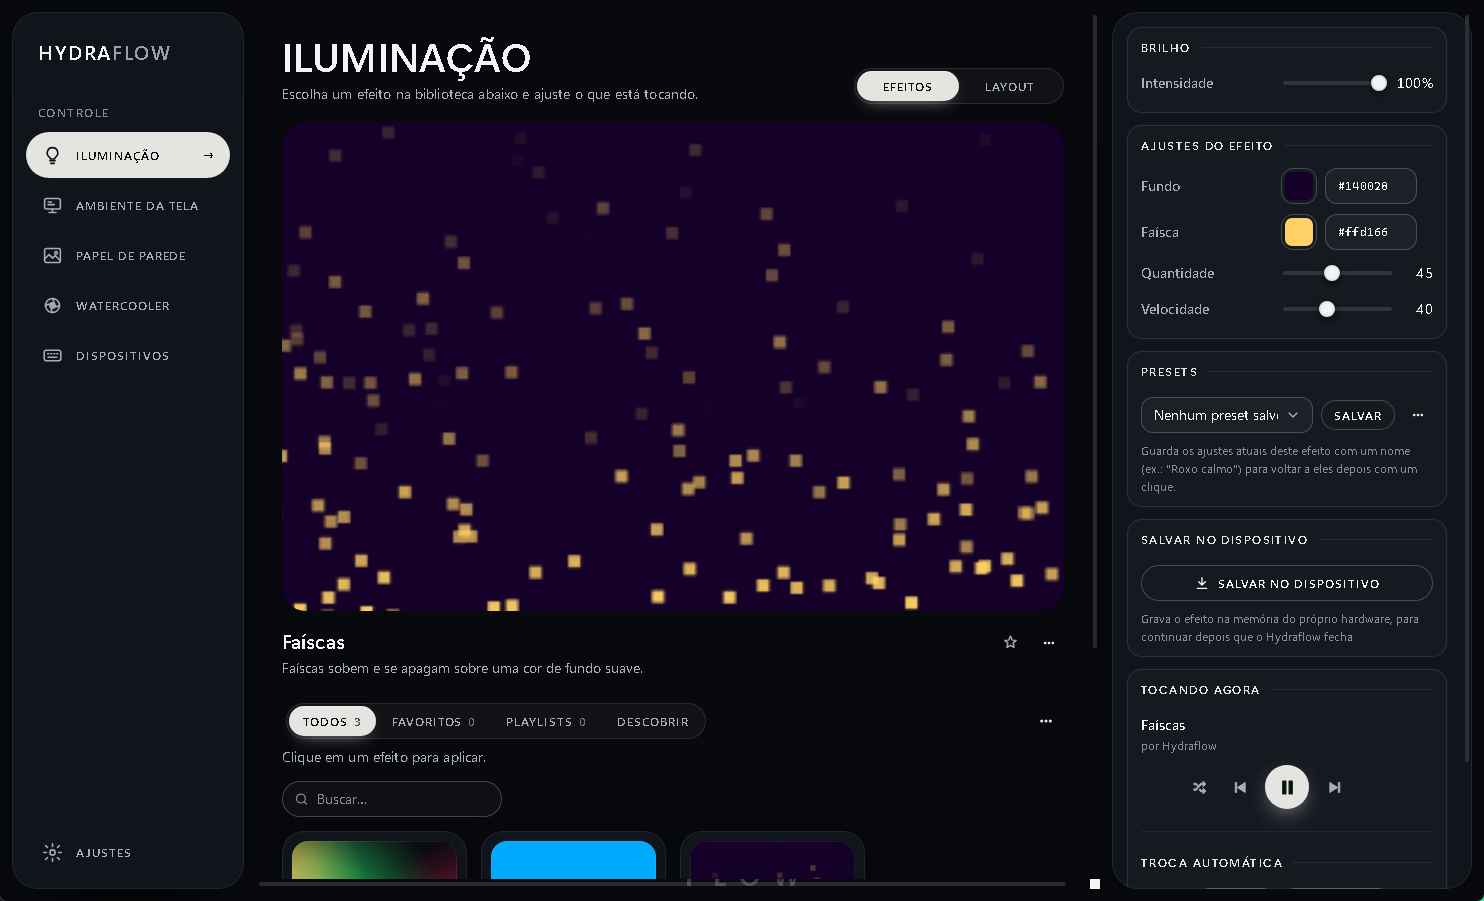 HYDRAFLOW
CONTROLE
ILUMINAÇÃO →
AMBIENTE DA TELA
PAPEL DE PAREDE
WATERCOOLER
DISPOSITIVOS
AJUSTES
ILUMINAÇÃO
Escolha um efeito na biblioteca abaixo e ajuste o que está tocando.
EFEITOS LAYOUT
Faíscas
Faíscas sobem e se apagam sobre uma cor de fundo suave.
TODOS 3 FAVORITOS 0 PLAYLISTS 0 DESCOBRIR
Clique em um efeito para aplicar.
Buscar...
FLOW
BRILHO
Intensidade 100%
AJUSTES DO EFEITO
Fundo #140028
Faísca #ffd166
Quantidade 45
Velocidade 40
PRESETS
Nenhum preset salv SALVAR
Guarda os ajustes atuais deste efeito com um nome
(ex.: "Roxo calmo") para voltar a eles depois com um
clique.
SALVAR NO DISPOSITIVO
SALVAR NO DISPOSITIVO
Grava o efeito na memória do próprio hardware, para
continuar depois que o Hydraflow fecha
TOCANDO AGORA
Faíscas
por Hydraflow
TROCA AUTOMÁTICA